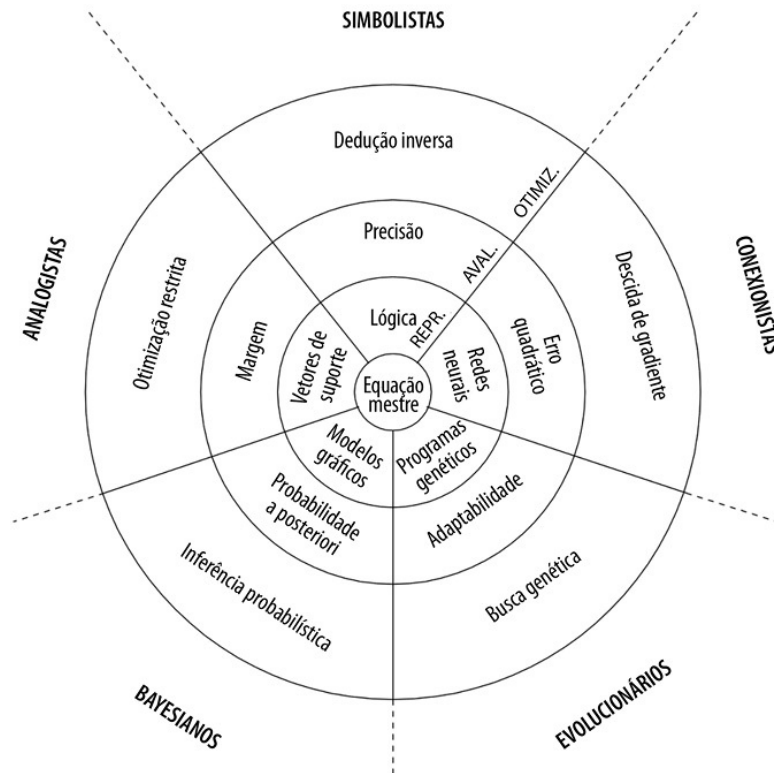 SIMBOLISTAS
Dedução inversa
OTIMIZ.
Precisão
AVAL.
Lógica
REPR.
ANALOGISTAS
Otimização restrita
Margem
Vetores de
suporte
Equação
mestre
Redes
neurais
Erro
quadrático
Descida de gradiente
CONEXIONISTAS
Modelos
gráficos
Programas
genéticos
Probabilidade
a posteriori
Adaptabilidade
Inferência probabilística
Busca genética
BAYESIANOS
EVOLUCIONÁRIOS